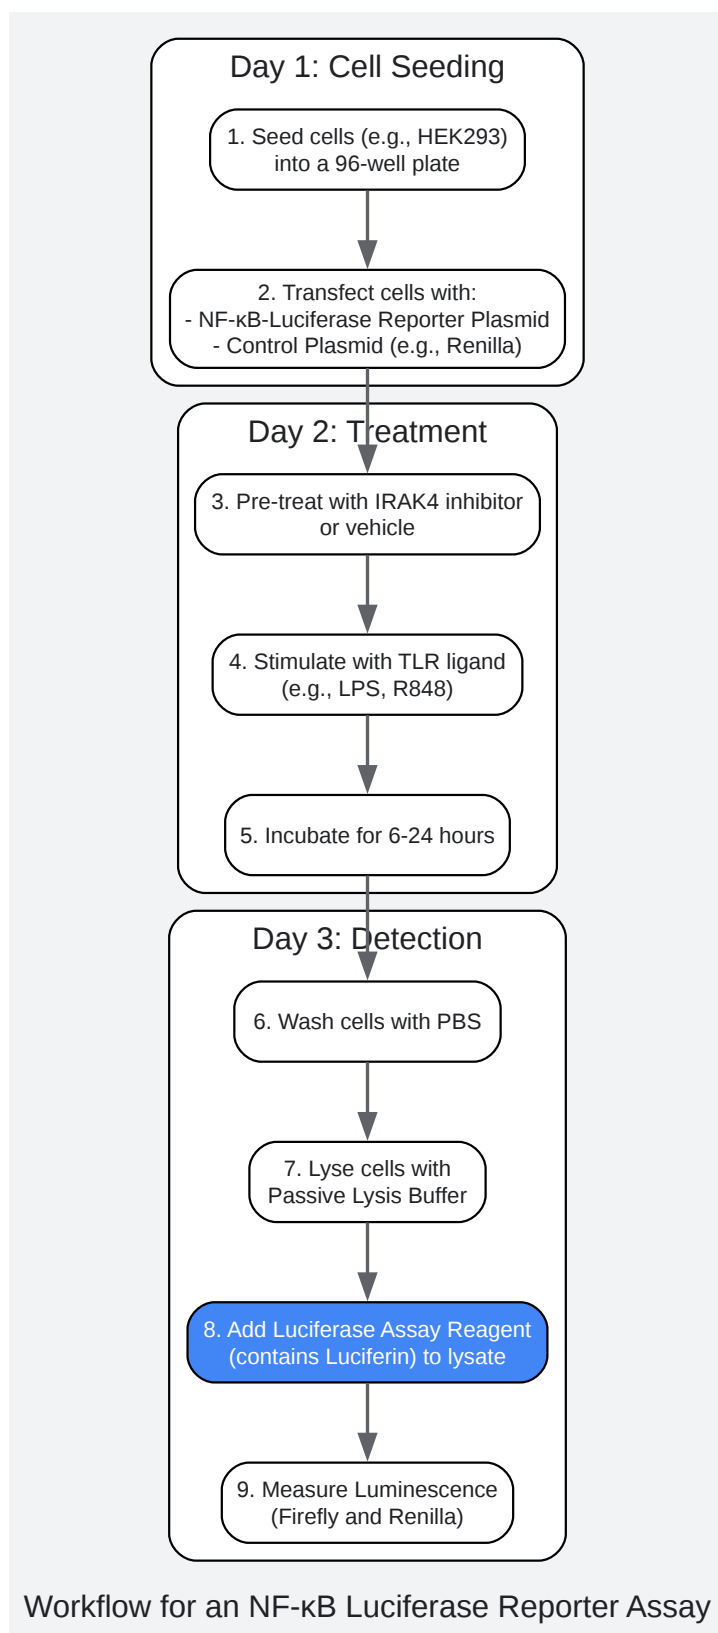 Day 1: Cell Seeding
1. Seed cells (e.g., HEK293)
into a 96-well plate
2. Transfect cells with:
- NF-κB-Luciferase Reporter Plasmid
- Control Plasmid (e.g., Renilla)
Day 2: Treatment
3. Pre-treat with IRAK4 inhibitor
or vehicle
4. Stimulate with TLR ligand
(e.g., LPS, R848)
5. Incubate for 6-24 hours
Day 3: Detection
6. Wash cells with PBS
7. Lyse cells with
Passive Lysis Buffer
8. Add Luciferase Assay Reagent
(contains Luciferin) to lysate
9. Measure Luminescence
(Firefly and Renilla)
Workflow for an NF-κB Luciferase Reporter Assay